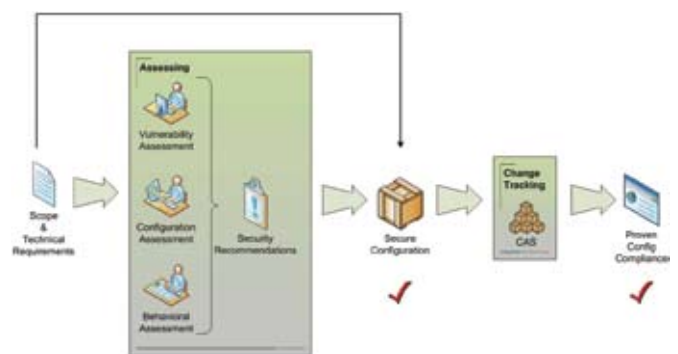 Assessing
Vulnerability
Assessment
Configuration
Assessment
Behavioral
Assessment
Security
Recommendations
Scope
&
Technical
Requirements
Secure
Configuration
Change
Tracking
CAS
Proven
Config
Compliance